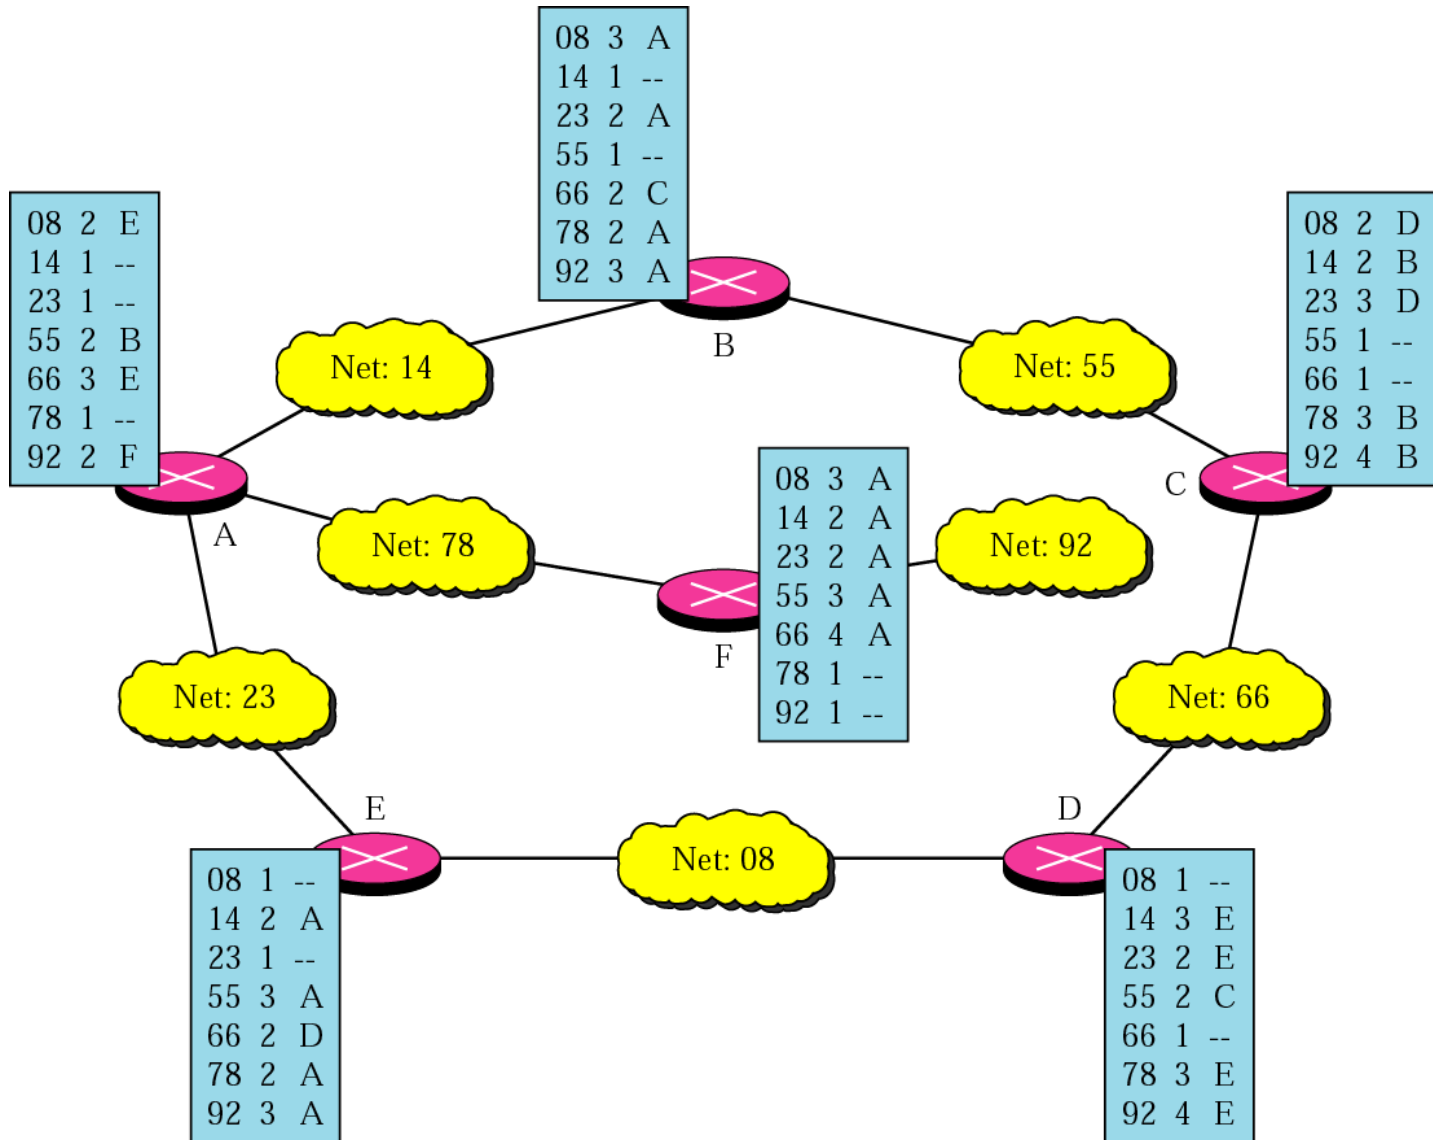 08 3 A
14 1 --
23 2 A
55 1 --
66 2 C
78 2 A
92 3 A
B
08 2 E
14 1 --
23 1 --
55 2 B
66 3 E
78 1 --
92 2 F
A
08 2 D
14 2 B
23 3 D
55 1 --
66 1 --
78 3 B
92 4 B
C
Net: 14
Net: 55
Net: 78
Net: 92
08 3 A
14 2 A
23 2 A
55 3 A
66 4 A
78 1 --
92 1 --
F
Net: 23
Net: 66
E
Net: 08
D
08 1 --
14 2 A
23 1 --
55 3 A
66 2 D
78 2 A
92 3 A
08 1 --
14 3 E
23 2 E
55 2 C
66 1 --
78 3 E
92 4 E